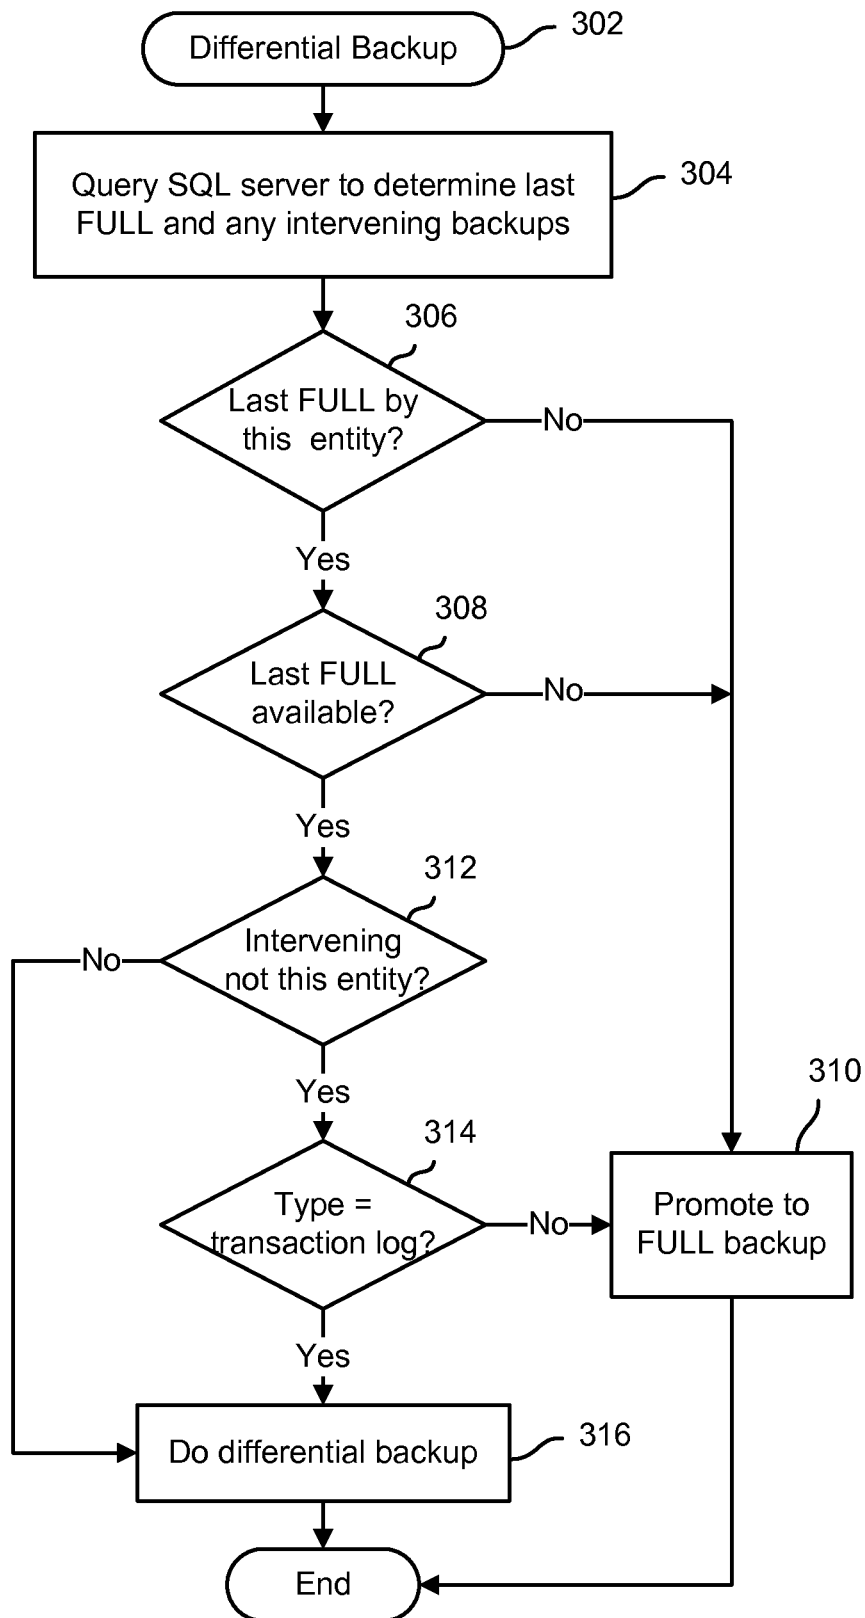 Differential Backup
302
Query SQL server to determine last
FULL and any intervening backups
304
306
Last FULL by
this entity?
No
Yes
308
Last FULL
available?
No
Yes
312
Intervening
not this entity?
No
Yes
310
314
Type =
transaction log?
No
Promote to
FULL backup
Yes
Do differential backup
316
End